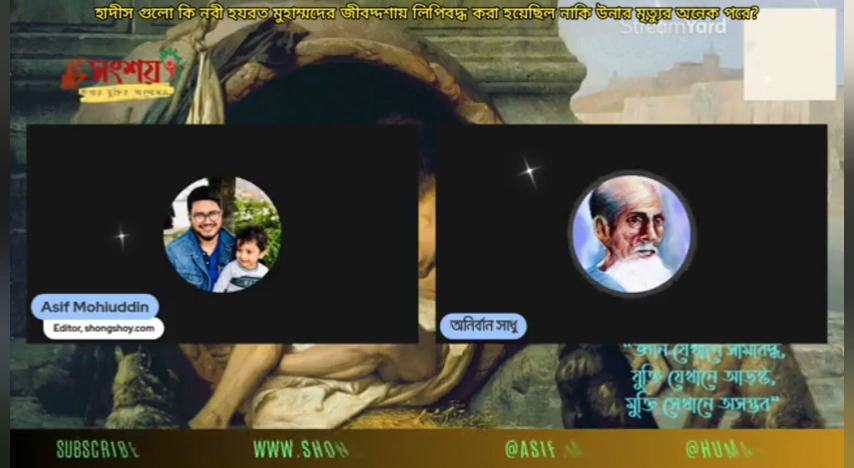 হাদীস গুলো কি নবী হযরত মুহাম্মদের জীবদ্দশায় লিপিবদ্ধ করা হয়েছিল নাকি উনার মৃত্যুর অনেক পরে?
StreamYard
সংশয়
Asif Mohiuddin
Editor, shongshoy.com
অনির্বান সাধু
“জ্ঞান যেখানে সীমাবদ্ধ,
যুক্তি যেখানে আড়ষ্ট,
মুক্তি সেখানে অসম্ভব”
SUBSCRIBE WWW.SHON @ASIF M @HUMA